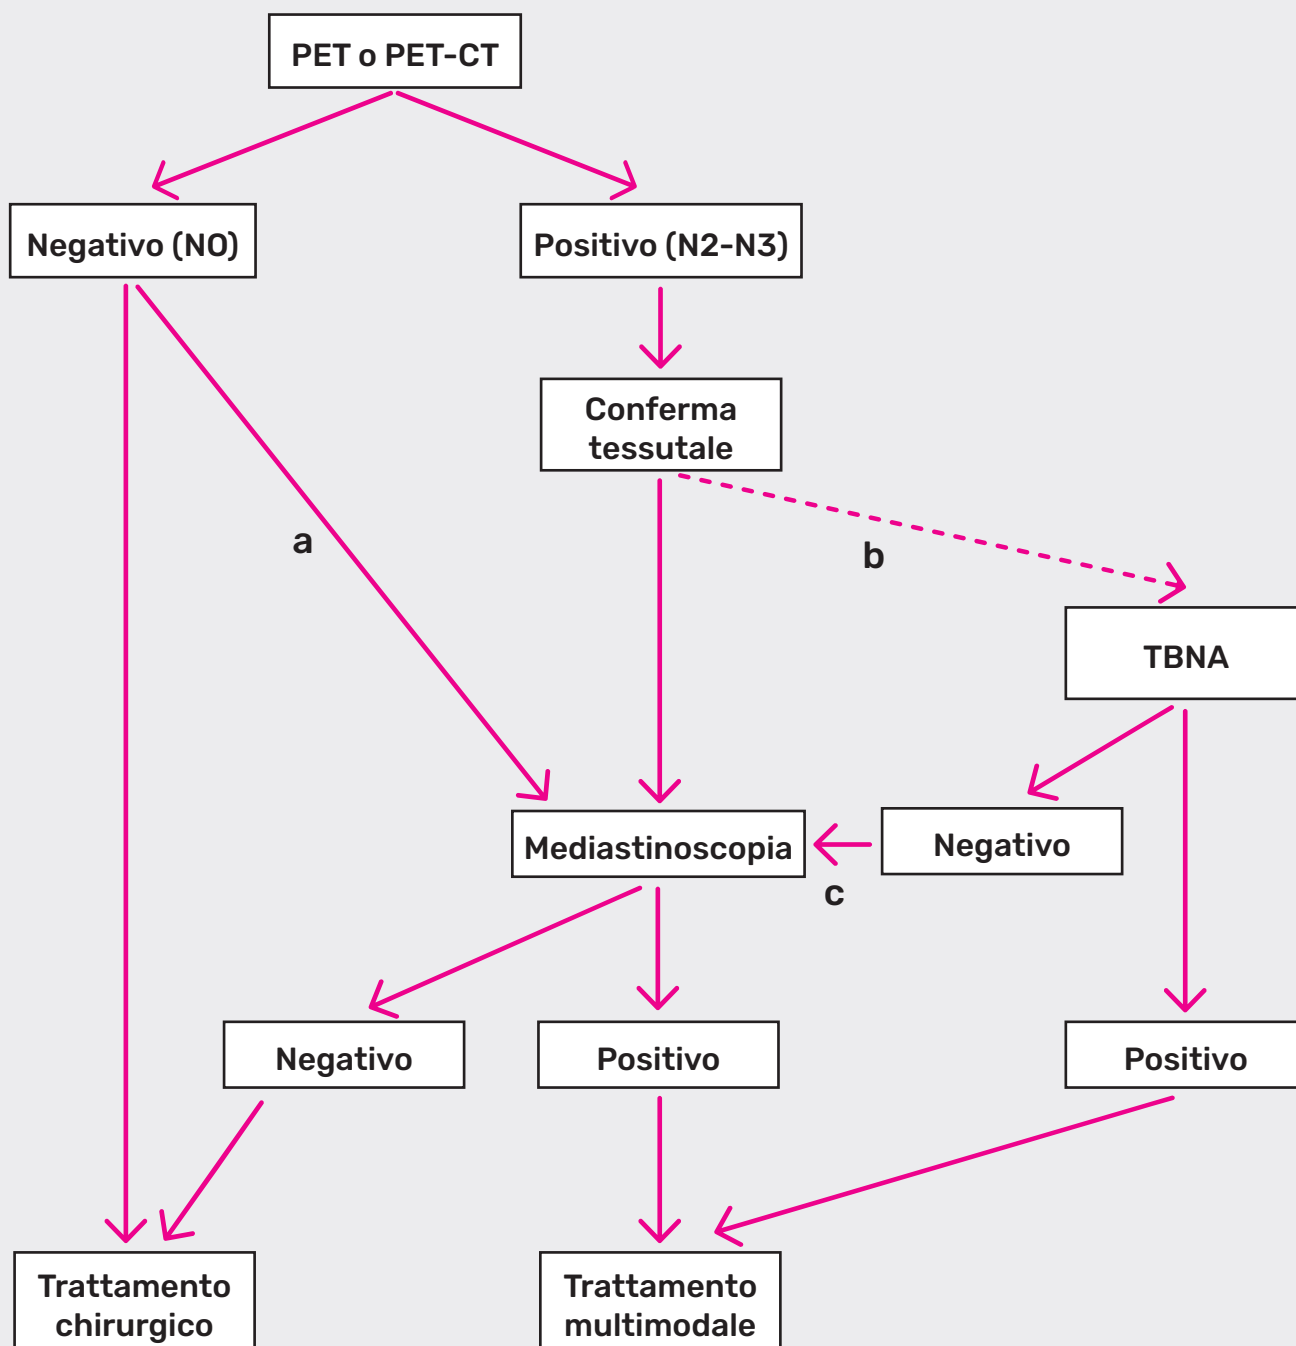 PET o PET-CT
Negativo (NO)
Positivo (N2-N3)
Conferma
tessutale
a
b
TBNA
Mediastinoscopia
Negativo
c
Negativo
Positivo
Positivo
Trattamento
chirurgico
Trattamento
multimodale